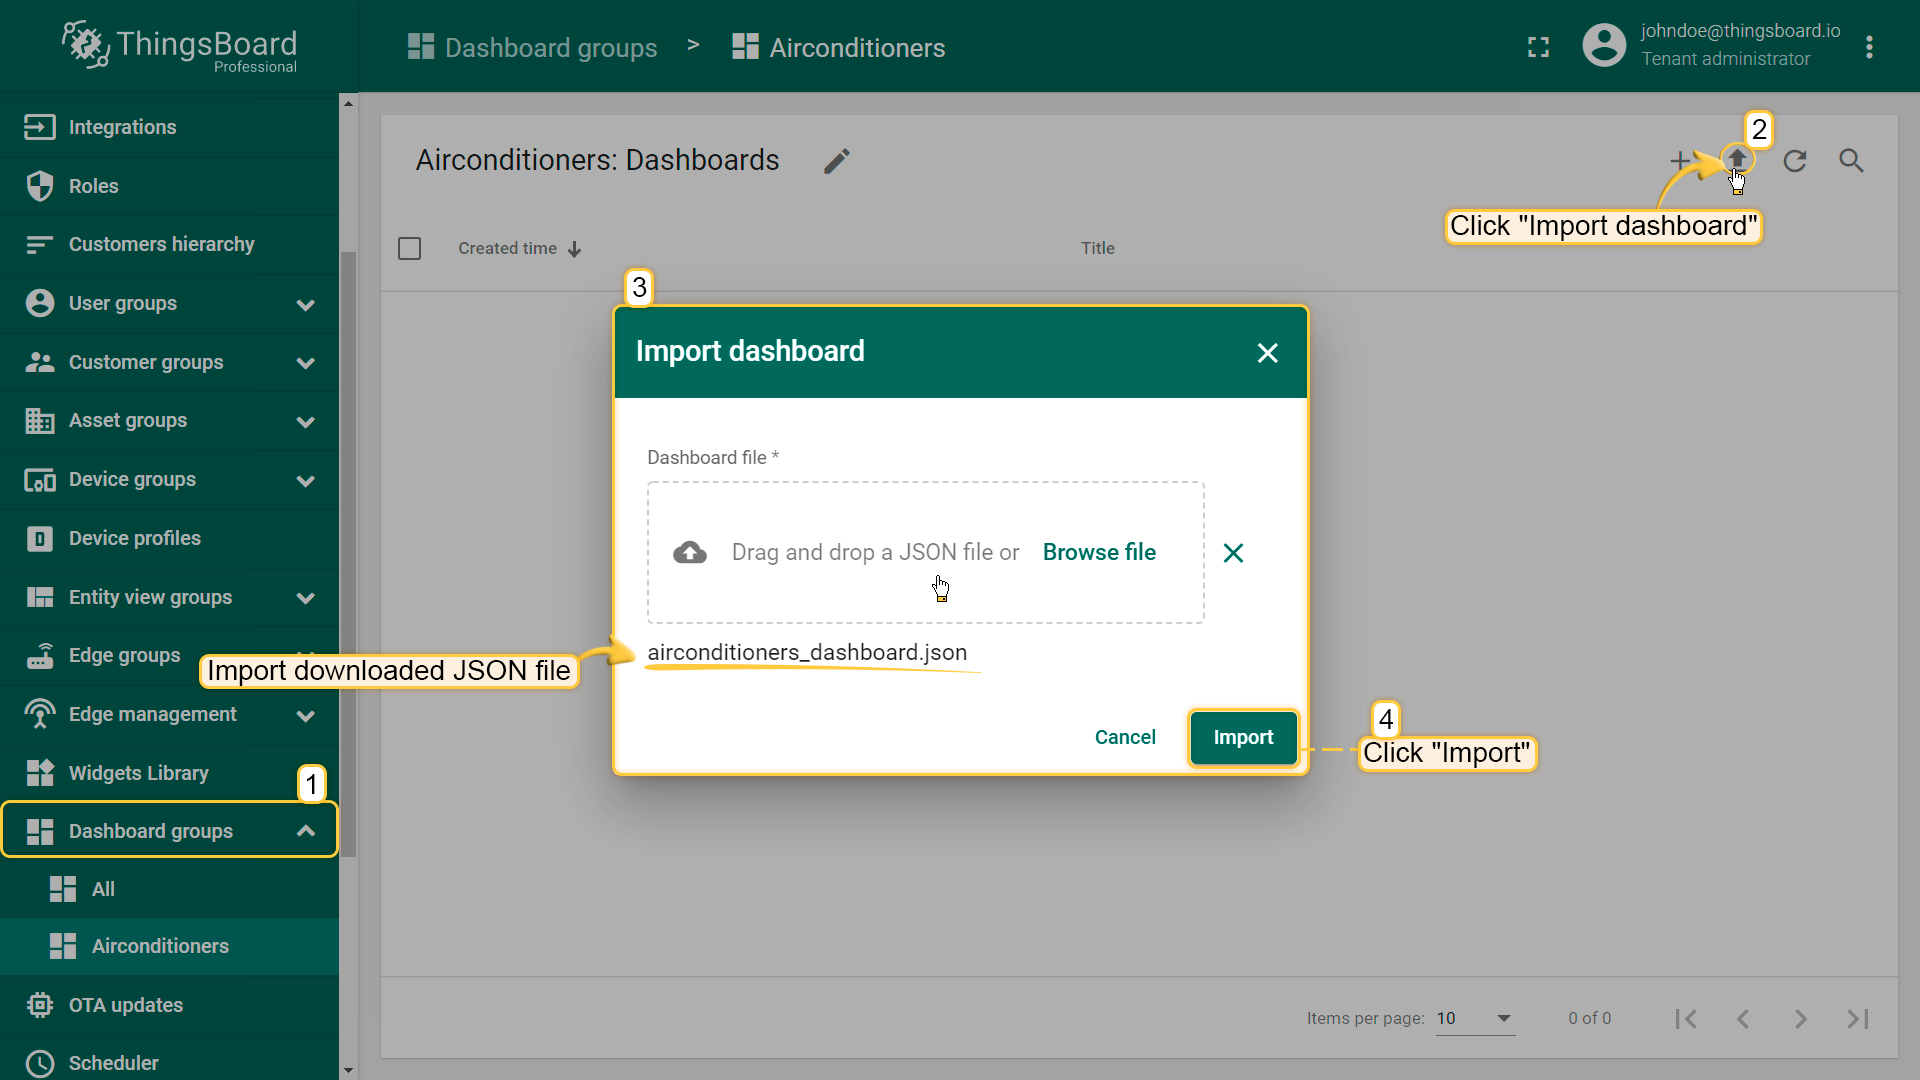 ThingsBoard
Professional
Dashboard groups > Airconditioners
johndoe@thingsboard.io
Tenant administrator
Integrations
Roles
Customers hierarchy
User groups
Customer groups
Asset groups
Device groups
Device profiles
Entity view groups
Edge groups
Edge management
Widgets Library
1
Dashboard groups
All
Airconditioners
OTA updates
Scheduler
Airconditioners: Dashboards
2
Click "Import dashboard"
Created time
Title
3
Import dashboard
Dashboard file *
Drag and drop a JSON file or Browse file
Import downloaded JSON file
airconditioners_dashboard.json
Cancel
Import
4
Click "Import"
Items per page: 10
0 of 0